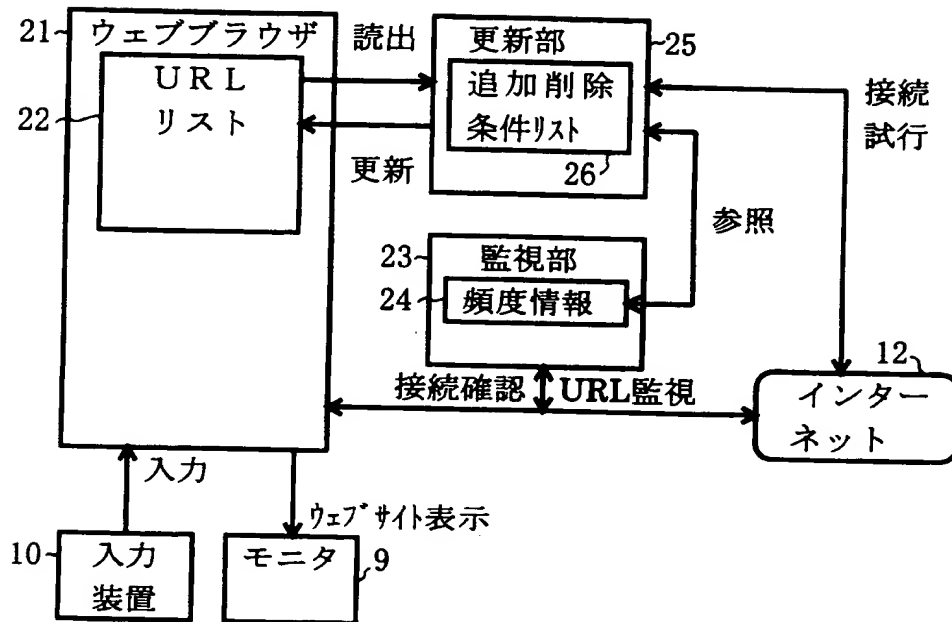 21
ウェブブラウザ
URL
リスト
22
読出
更新
更新部
25
追加削除
条件リスト
26
接続
試行
参照
23
監視部
24
頻度情報
接続確認
URL監視
12
インター
ネット
入力
ウェブサイト表示
10
入力
装置
モニタ
9